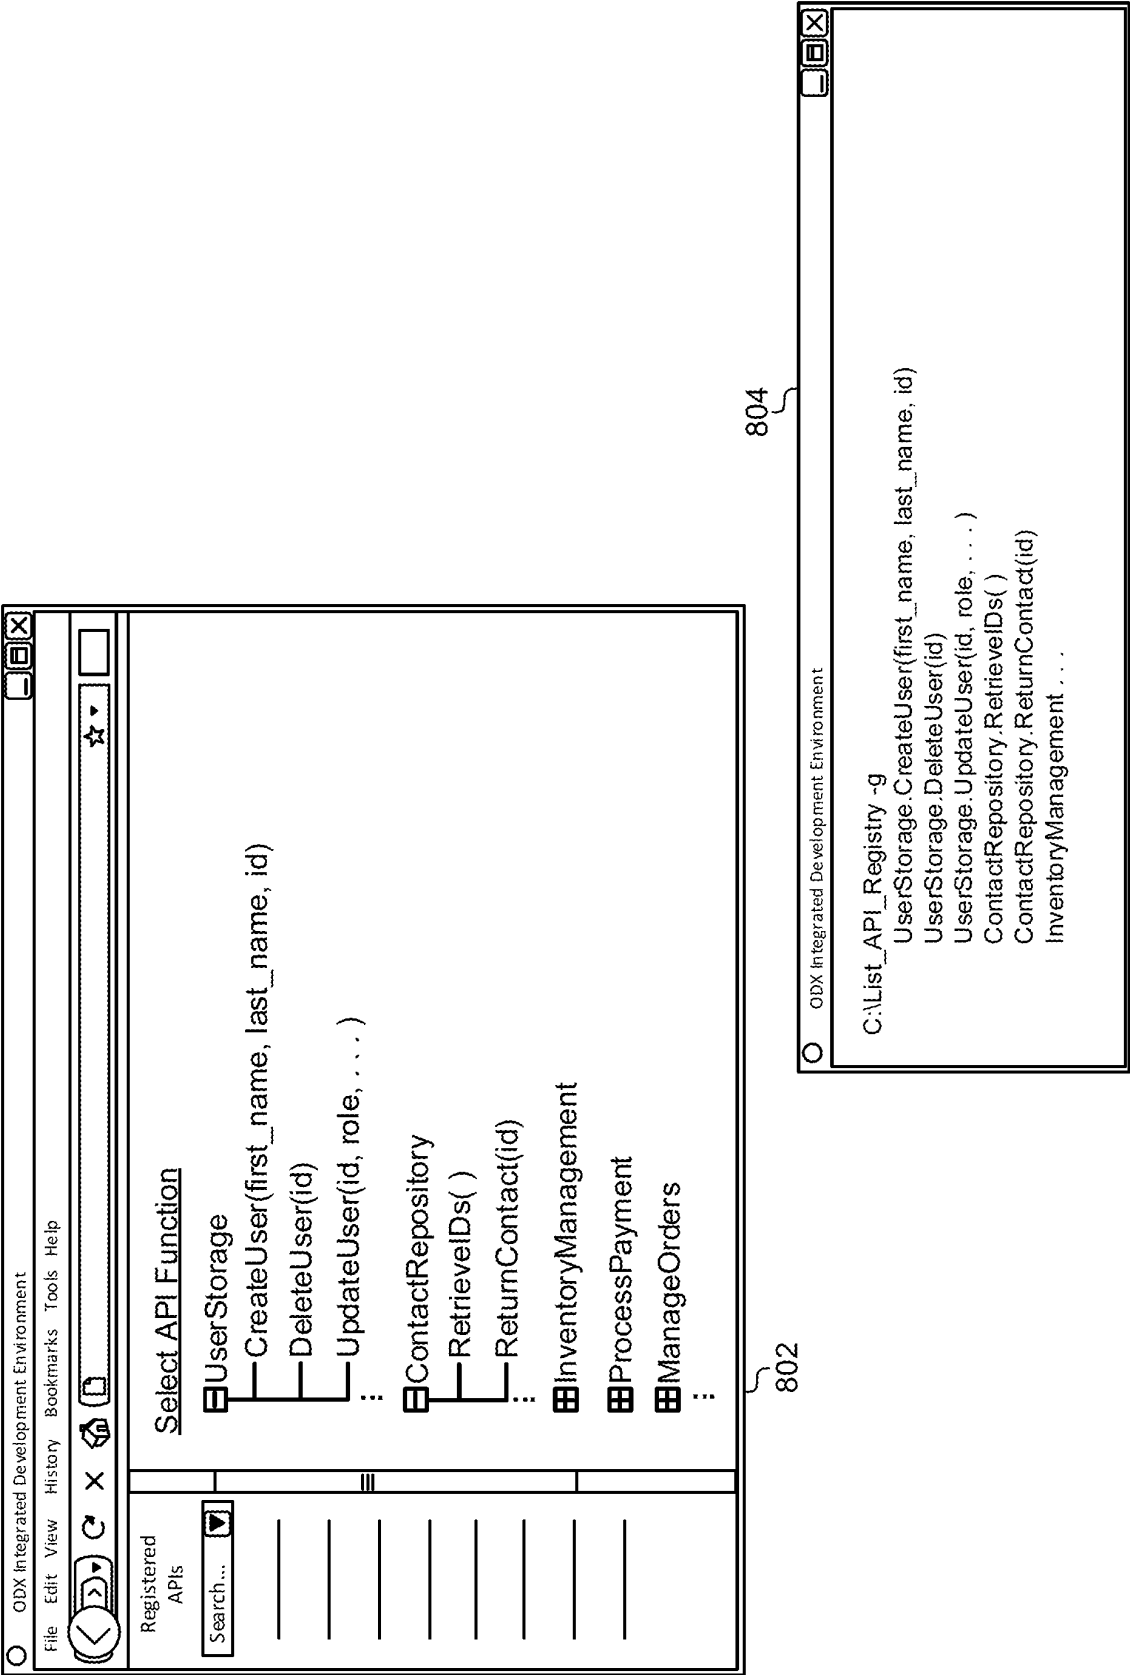 ODX Integrated Development Environment
File Edit View History Bookmarks Tools Help
Registered
APIs
Search...
Select API Function
UserStorage
CreateUser(first_name, last_name, id)
DeleteUser(id)
UpdateUser(id, role, . . . )
...
ContactRepository
RetrieveIDs( )
ReturnContact(id)
...
InventoryManagement
ProcessPayment
ManageOrders
...
802
804
ODX Integrated Development Environment
C:\List_API_Registry -g
UserStorage.CreateUser(first_name, last_name, id)
UserStorage.DeleteUser(id)
UserStorage.UpdateUser(id, role, . . . )
ContactRepository.RetrieveIDs( )
ContactRepository.ReturnContact(id)
InventoryManagement . . .